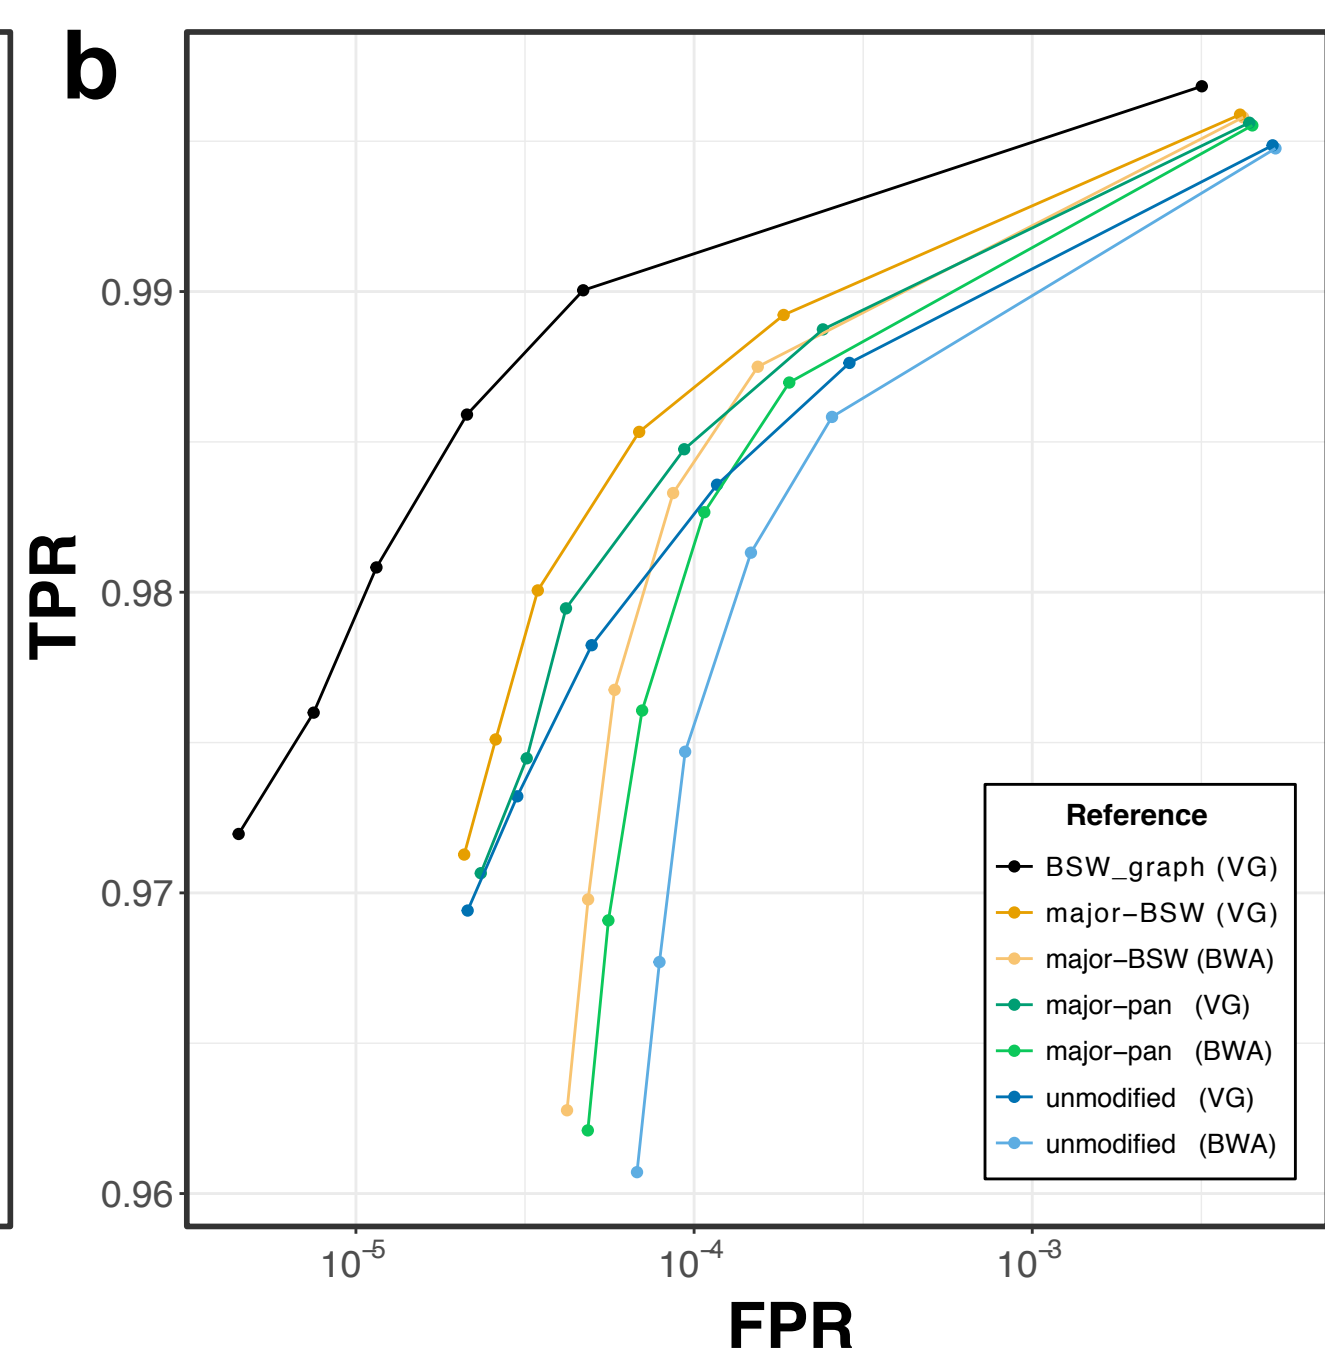 b
TPR
0.99
0.98
0.97
0.96
Reference
BSW_graph (VG)
major−BSW (VG)
major−BSW (BWA)
major−pan (VG)
major−pan (BWA)
unmodified (VG)
unmodified (BWA)
10⁻⁵ 10⁻⁴ 10⁻³
FPR